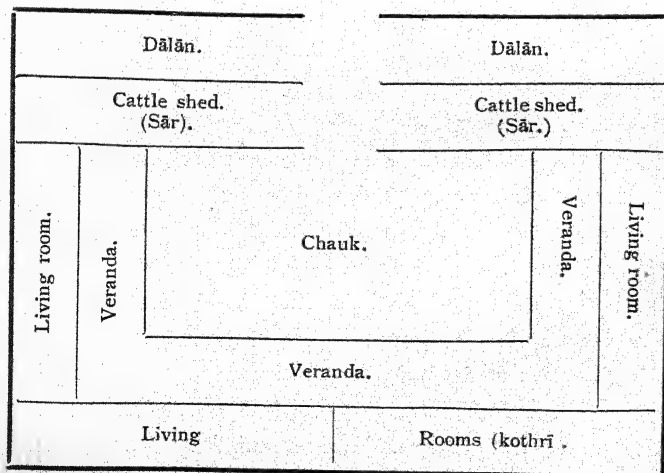 Dālān.
Dālān.
Cattle shed.
(Sār).
Cattle shed.
(Sār.)
Living room.
Veranda.
Chauk.
Veranda.
Living room.
Veranda.
Living
Rooms (kothrī .